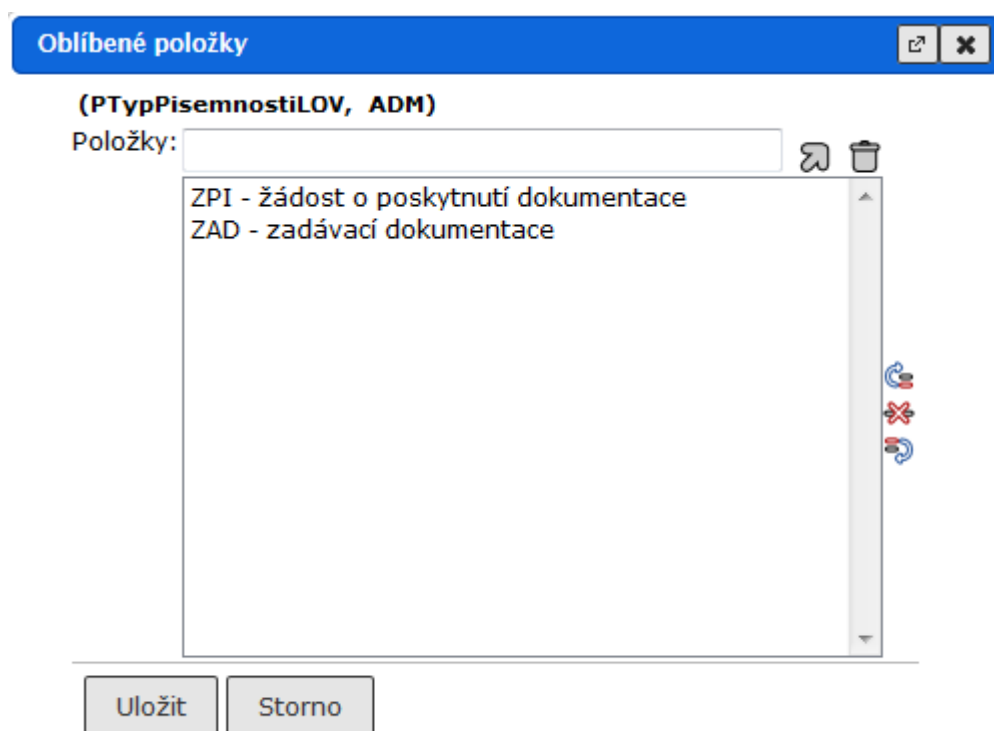 Oblíbené položky
(PTypPisemnostiLOV, ADM)
Položky:
ZPI - žádost o poskytnutí dokumentace
ZAD - zadávací dokumentace
Uložit Storno